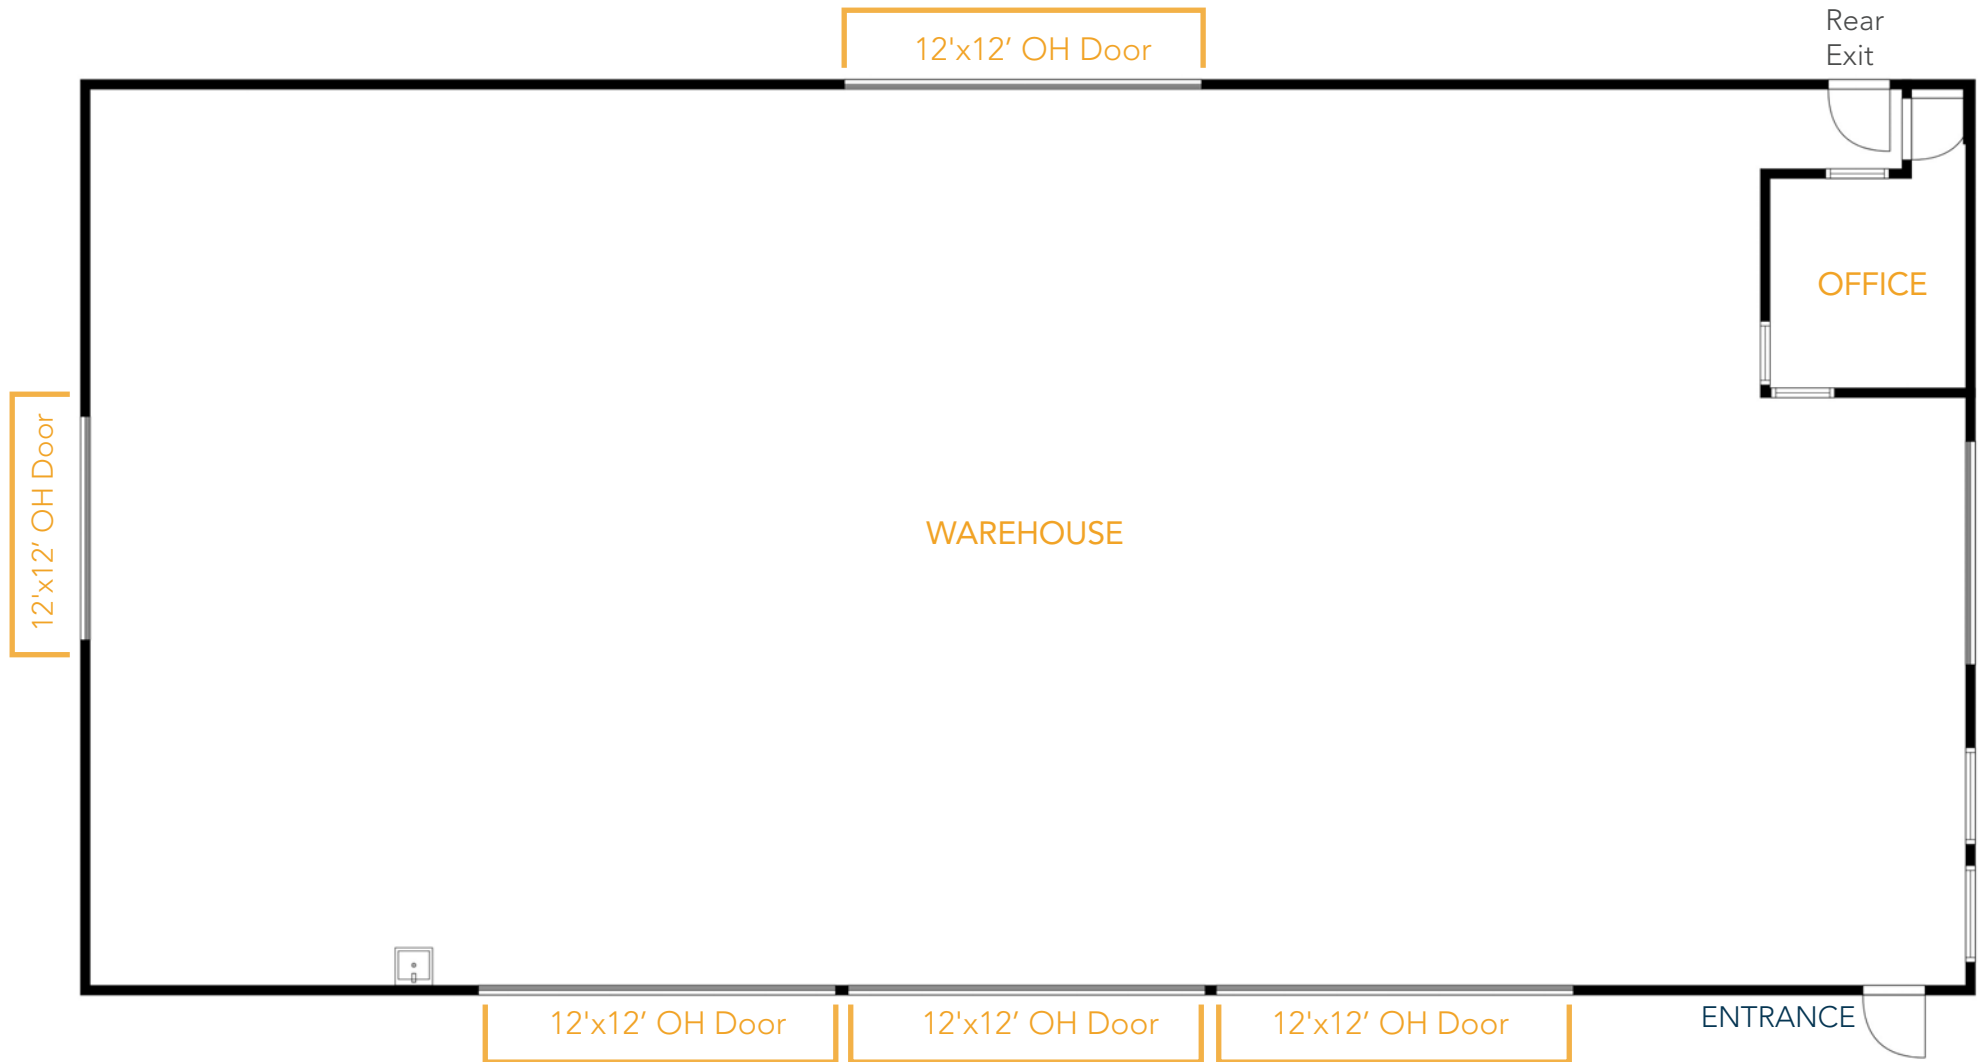 Rear
Exit
12'x12’ OH Door
OFFICE
12'x12’ OH Door
WAREHOUSE
12'x12’ OH Door
12'x12’ OH Door
12'x12’ OH Door
ENTRANCE